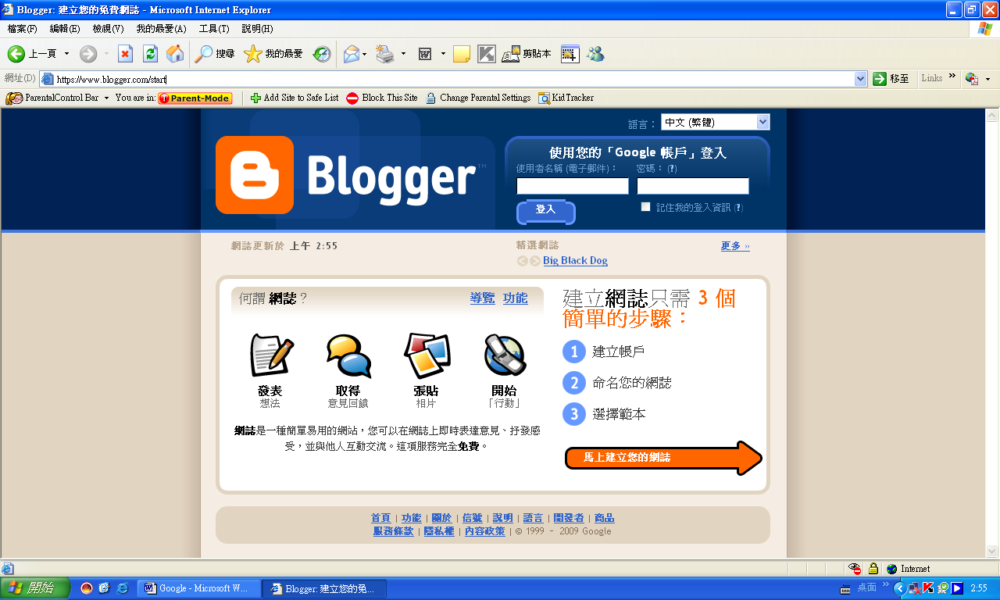 Blogger: 建立您的免費網誌 - Microsoft Internet Explorer
檔案(F) 編輯(E) 檢視(V) 我的最愛(A) 工具(T) 說明(H)
上一頁 搜尋 我的最愛 剪貼本
網址(D) https://www.blogger.com/start 移至 Links »
ParentalControl Bar You are in: Parent-Mode Add Site to Safe List Block This Site Change Parental Settings Kid Tracker
語言： 中文 (繁體)
Blogger™
使用您的「Google 帳戶」登入
使用者名稱 (電子郵件)： 密碼： (?)
登入 記住我的登入資訊 (?)
網誌更新於 上午 2:55
精選網誌 更多 »
Big Black Dog
何謂 網誌？ 導覽 功能
發表 取得 張貼 開始
想法 意見回饋 相片 「行動」
網誌是一種簡單易用的網站，您可以在網誌上即時表達意見、抒發感
受，並與他人互動交流。這項服務完全免費。
建立網誌只需 3 個
簡單的步驟：
1 建立帳戶
2 命名您的網誌
3 選擇範本
馬上建立您的網誌
首頁 | 功能 | 關於 | 信號 | 說明 | 語言 | 開發者 | 商品
服務條款 | 隱私權 | 內容政策 | © 1999 - 2009 Google
Internet
開始 Google - Microsoft W... Blogger: 建立您的免... 桌面 » 2:55